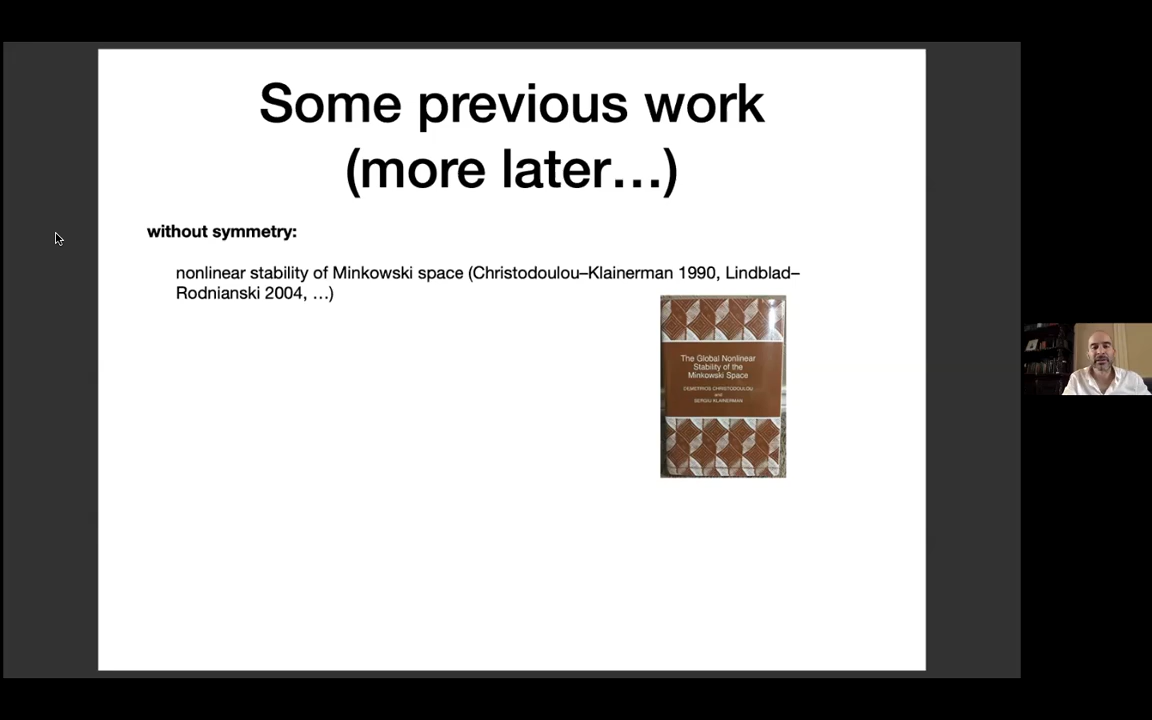 Some previous work
(more later…)
without symmetry:
nonlinear stability of Minkowski space (Christodoulou–Klainerman 1990, Lindblad–
Rodnianski 2004, …)
The Global Nonlinear
Stability of the
Minkowski Space
DEMETRIOS CHRISTODOULOU
and
SERGIU KLAINERMAN